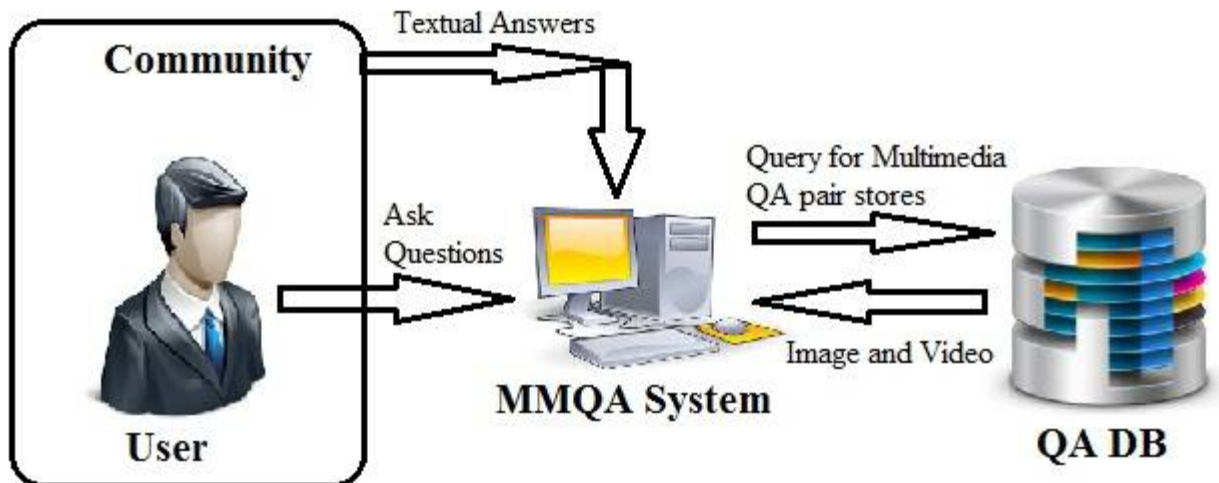 Textual Answers
Community
Query for Multimedia
QA pair stores
Ask
Questions
Image and Video
MMQA System
User
QA DB